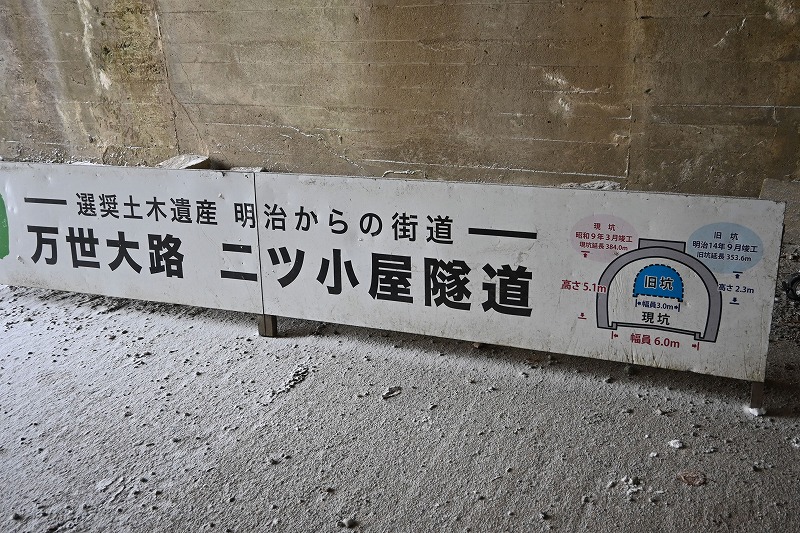 選奨土木遺産 明治からの街道
万世大路 二ツ小屋隧道
現坑
昭和9年3月竣工
現坑延長384.0m
旧坑
明治14年9月竣工
旧坑延長353.6m
高さ5.1m
旧坑
高さ2.3m
幅員3.0m
現坑
幅員 6.0m